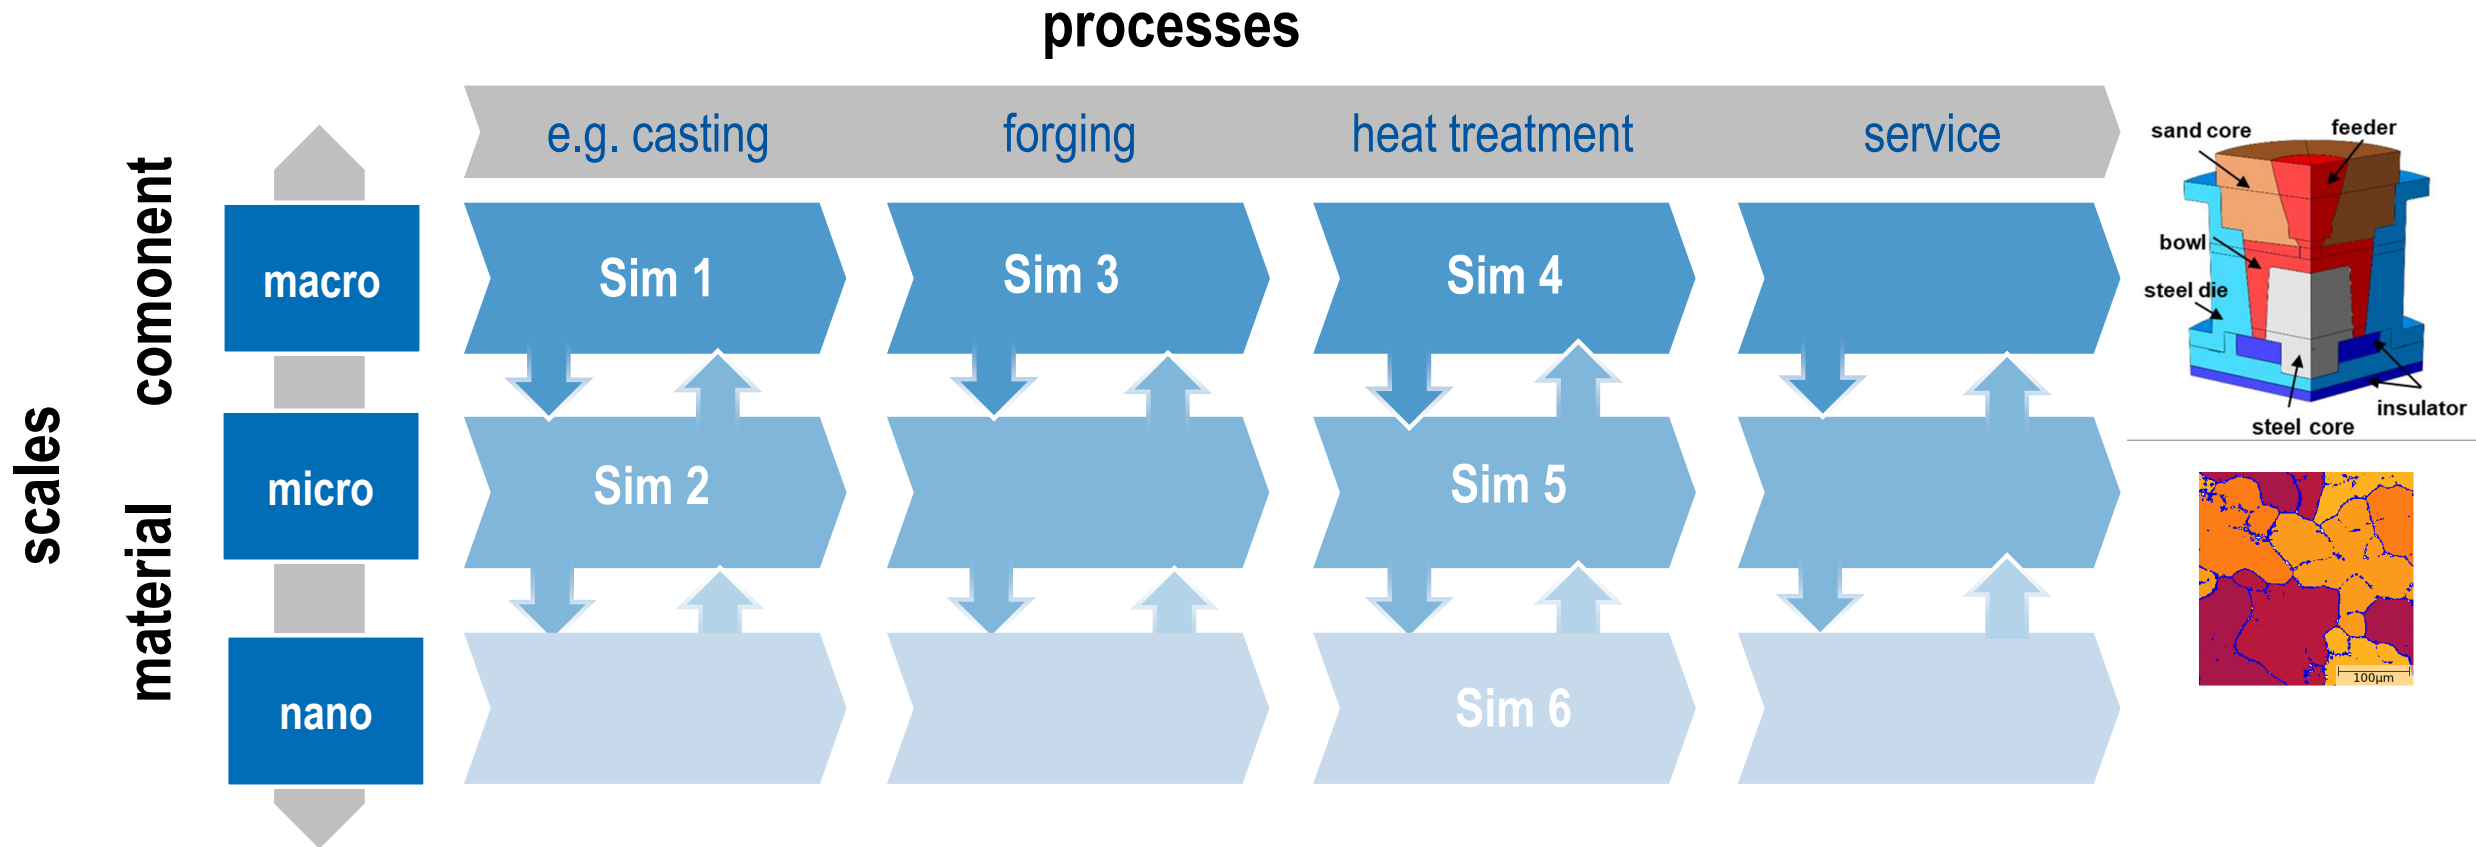 processes
e.g. casting
forging
heat treatment
service
scales
comonent
material
macro
Sim 1
Sim 3
Sim 4
micro
Sim 2
Sim 5
nano
Sim 6
sand core
feeder
bowl
steel die
insulator
steel core
100µm